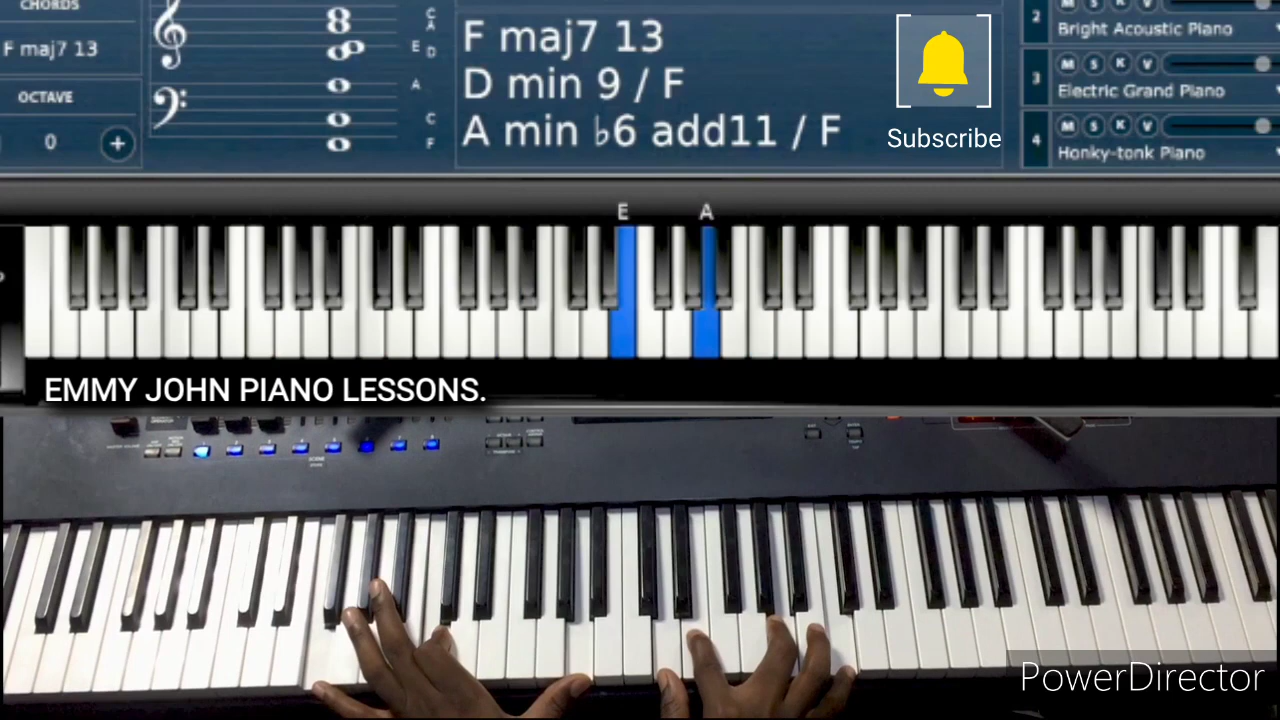 CHORDS
F maj7 13
OCTAVE
0
+
C
A
E D
A
C
F
F maj7 13
D min 9 / F
A min ♭6 add11 / F
Subscribe
2
M S K V
Bright Acoustic Piano
3
M S K V
Electric Grand Piano
4
M S K V
Honky-tonk Piano
E
A
EMMY JOHN PIANO LESSONS.
PowerDirector